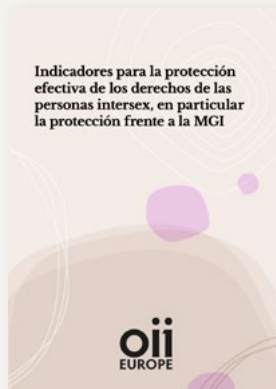 Indicadores para la protección
efectiva de los derechos de las
personas intersex, en particular
la protección frente a la MGI
oii
EUROPE